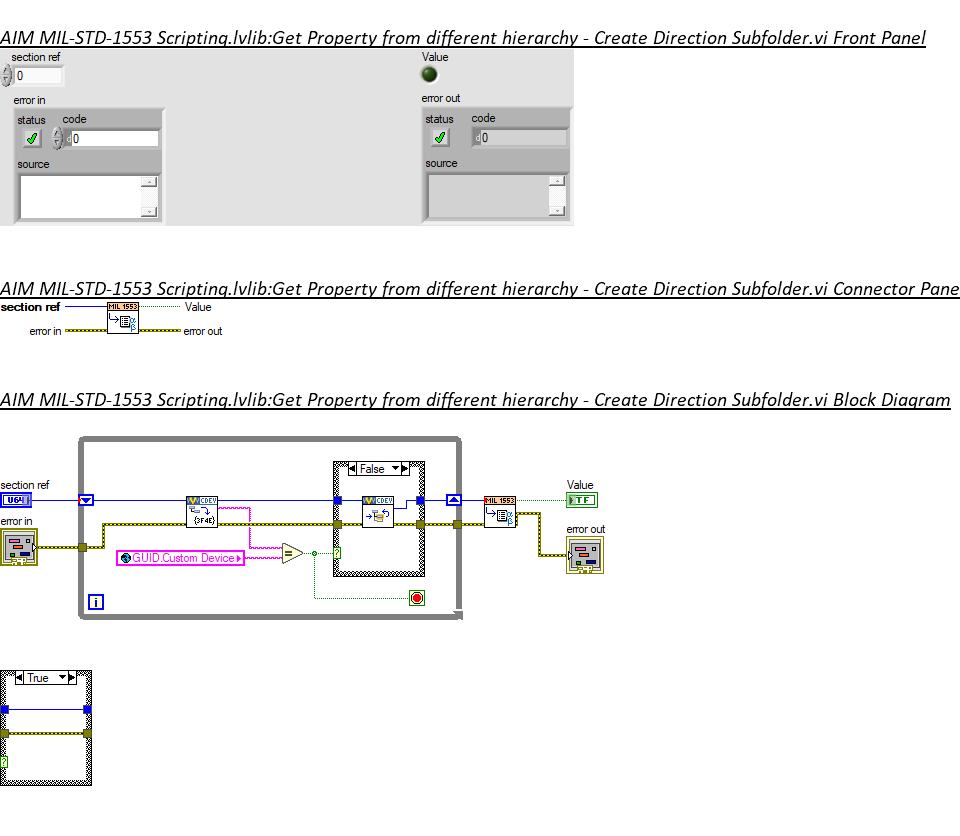 AIM MIL-STD-1553 Scripting.lvlib:Get Property from different hierarchy - Create Direction Subfolder.vi Front Panel
section ref
Value
0
error in
error out
status code
status code
d 0
d 0
source
source
AIM MIL-STD-1553 Scripting.lvlib:Get Property from different hierarchy - Create Direction Subfolder.vi Connector Pane
section ref MIL 1553 Value
error in error out
AIM MIL-STD-1553 Scripting.lvlib:Get Property from different hierarchy - Create Direction Subfolder.vi Block Diagram
False
section ref
Value
U64 CDEV CDEV MIL 1553 TF
{3F4E}
error in
error out
GUID.Custom Device
=
?
i
True
?